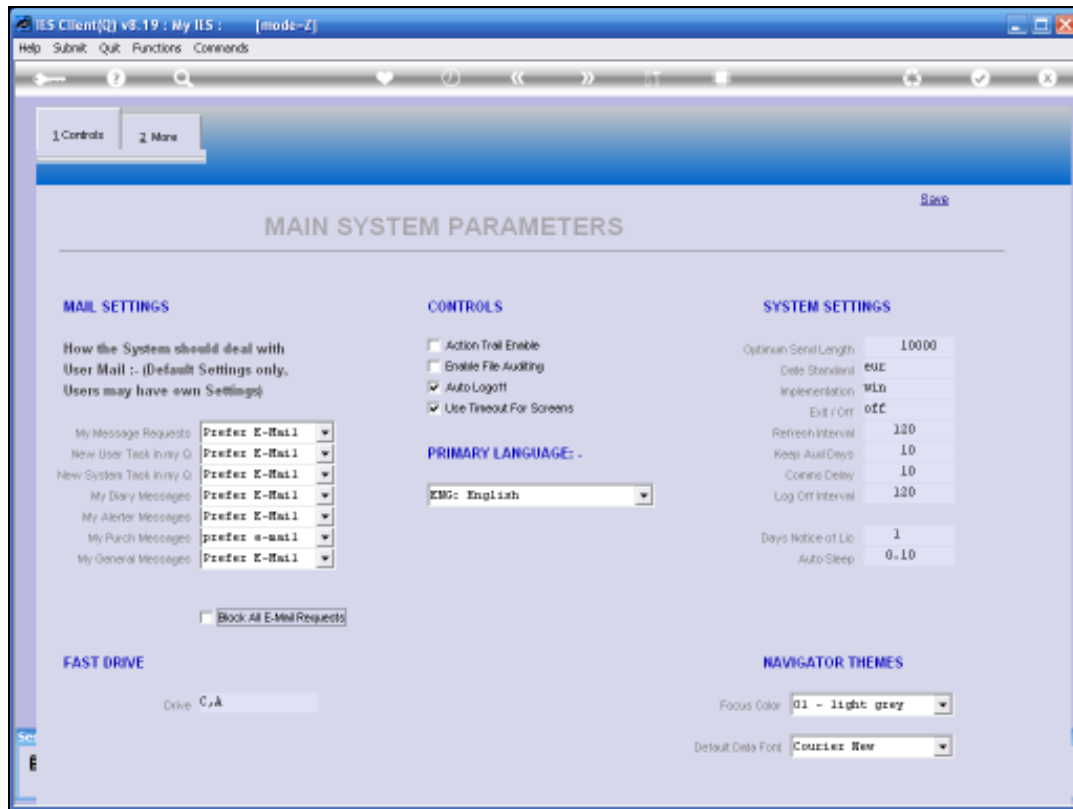 IES Client(Q) v8.19 : My IES : [mode-Z]
Help Submit Quit Functions Commands
1 Controls 2 More
Save
MAIN SYSTEM PARAMETERS
MAIL SETTINGS
How the System should deal with
User Mail :- (Default Settings only,
Users may have own Settings)
My Message Requests Prefer E-Mail
New User Task in my Q Prefer E-Mail
New System Task in my Q Prefer E-Mail
My Diary Messages Prefer E-Mail
My Alerter Messages Prefer E-Mail
My Purch Messages prefer e-mail
My General Messages Prefer E-Mail
Block All E-Mail Requests
FAST DRIVE
Drive C,A
CONTROLS
Action Trail Enable
Enable File Auditing
Auto Logoff
Use Timeout For Screens
PRIMARY LANGUAGE: -
ENG: English
SYSTEM SETTINGS
Optimum Send Length 10000
Date Standard eur
Implementation win
Exit / Off off
Refresh Interval 120
Keep Aud Days 10
Comms Delay 10
Log Off Interval 120
Days Notice of Lic 1
Auto Sleep 0.10
NAVIGATOR THEMES
Focus Color 01 - light grey
Default Data Font Courier New